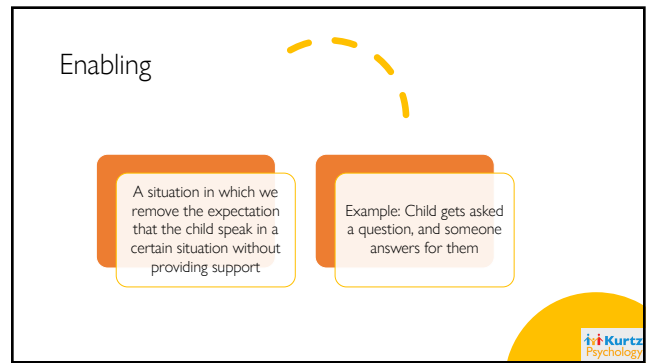 Enabling
A situation in which we
remove the expectation
that the child speak in a
certain situation without
providing support
Example: Child gets asked
a question, and someone
answers for them
Kurtz
Psychology